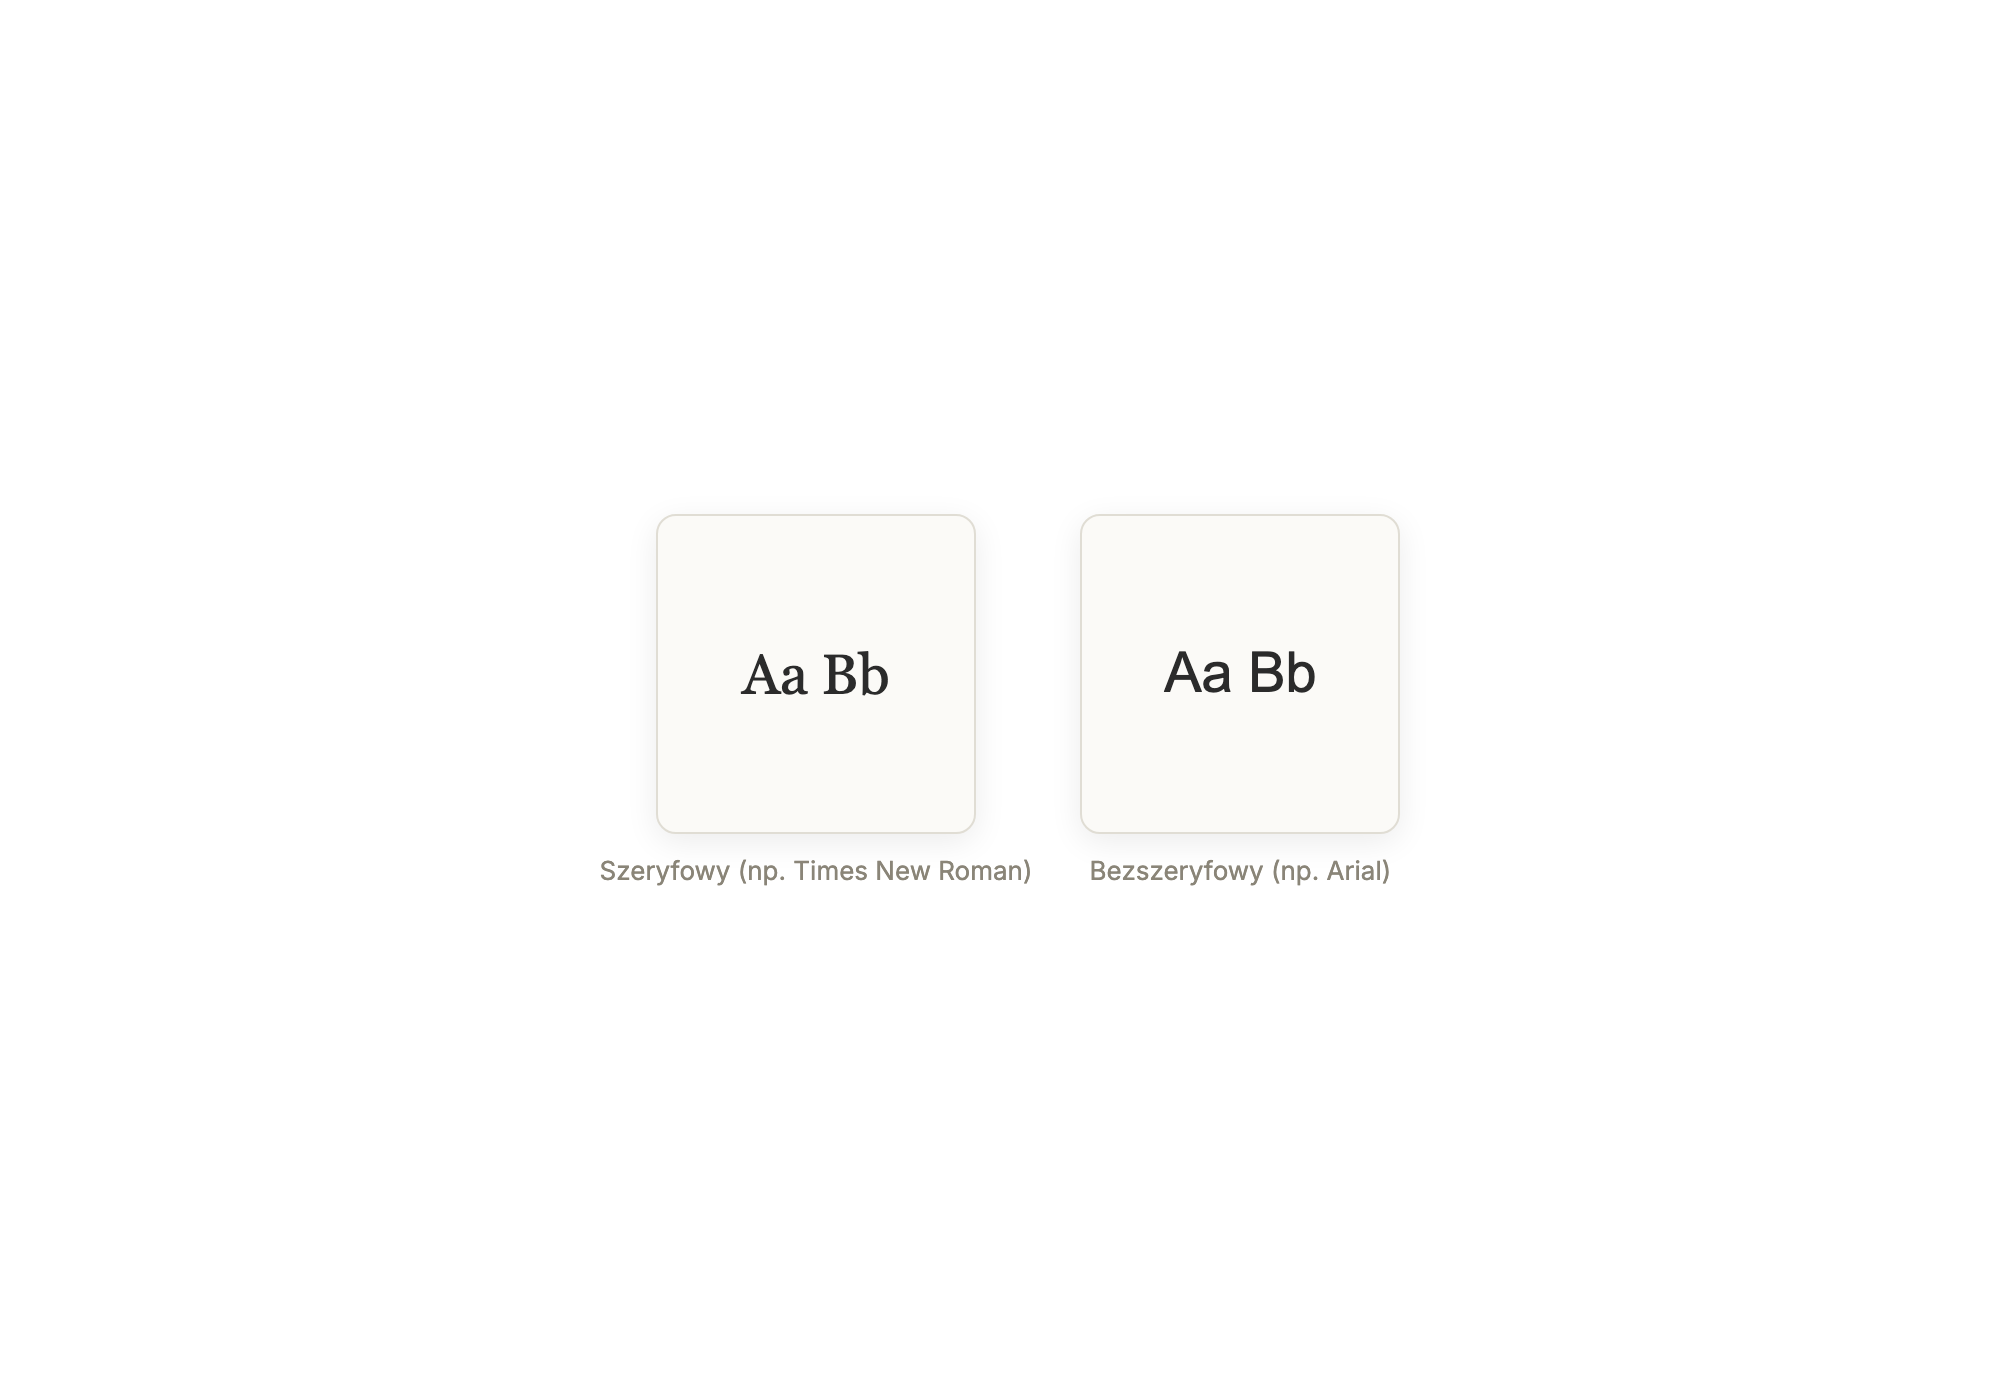 Aa Bb
Aa Bb
Szeryfowy (np. Times New Roman)
Bezszeryfowy (np. Arial)